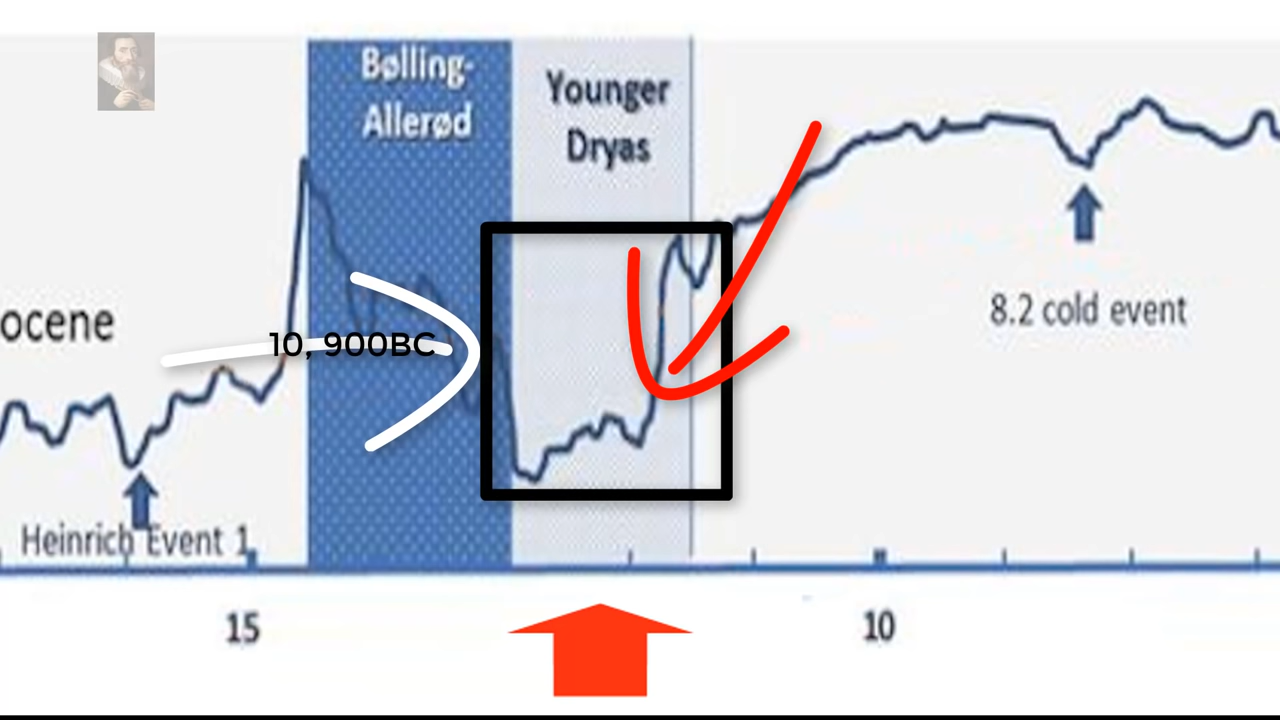 Bølling-
Allerød
Younger
Dryas
ocene
10, 900BC
8.2 cold event
Heinrich Event 1
15
10